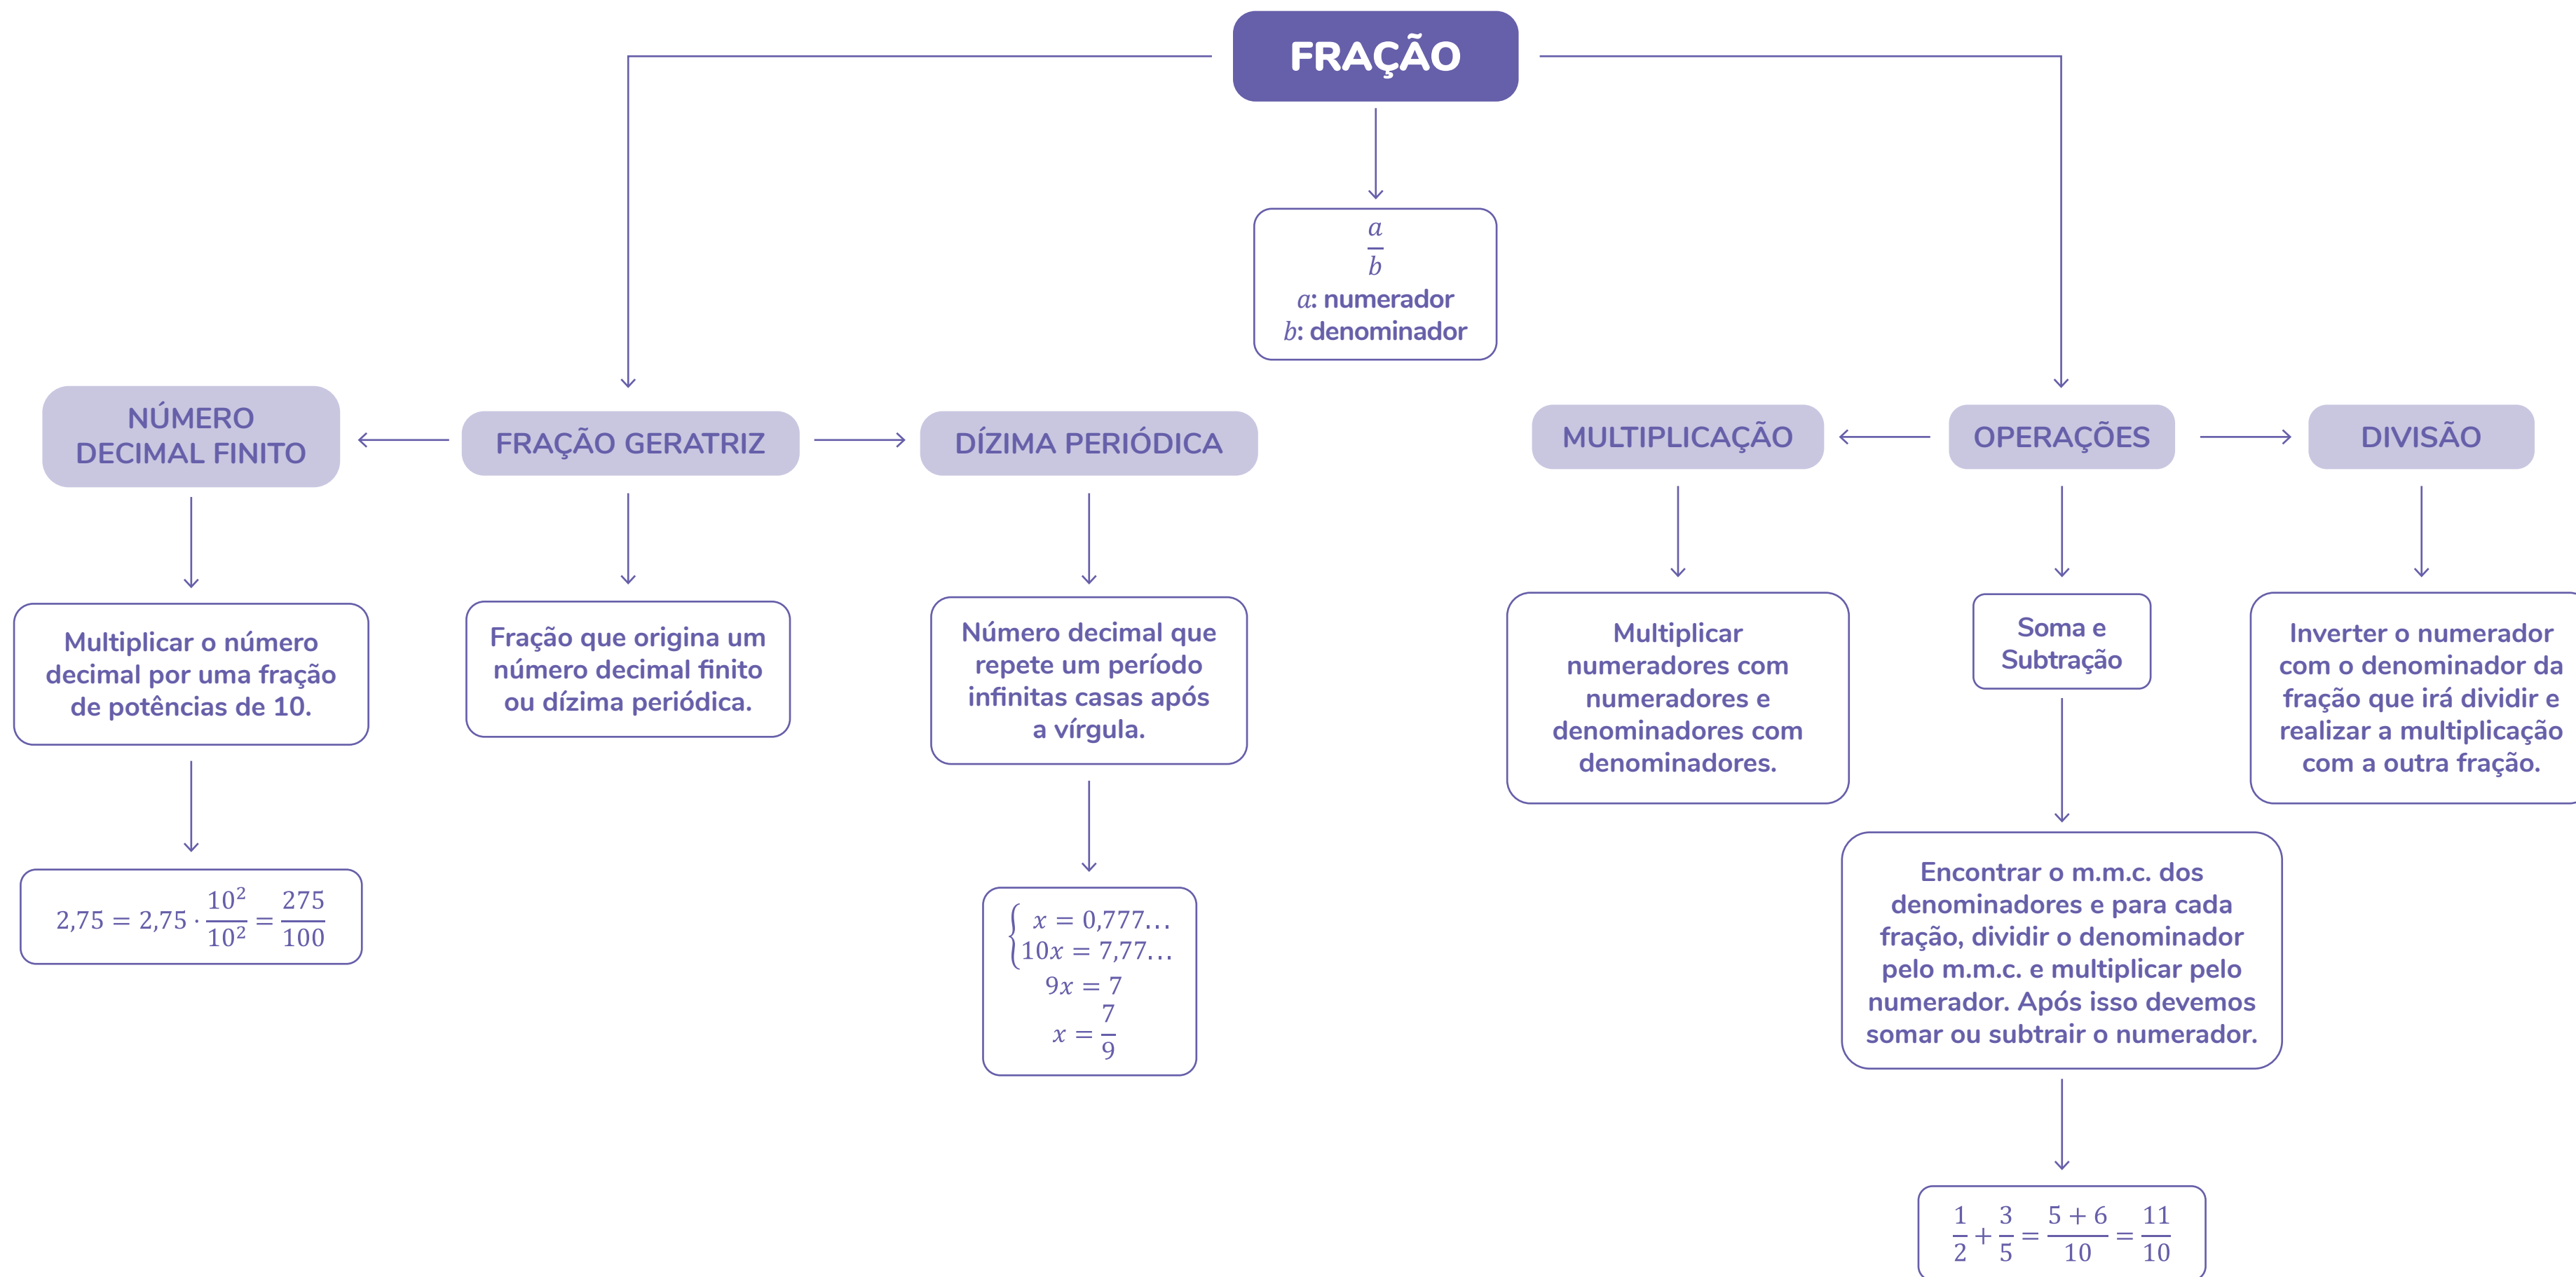 FRAÇÃO
a/b
a: numerador
b: denominador
NÚMERO
DECIMAL FINITO
FRAÇÃO GERATRIZ
DÍZIMA PERIÓDICA
MULTIPLICAÇÃO
OPERAÇÕES
DIVISÃO
Multiplicar o número
decimal por uma fração
de potências de 10.
Fração que origina um
número decimal finito
ou dízima periódica.
Número decimal que
repete um período
infinitas casas após
a vírgula.
Multiplicar
numeradores com
numeradores e
denominadores com
denominadores.
Soma e
Subtração
Inverter o numerador
com o denominador da
fração que irá dividir e
realizar a multiplicação
com a outra fração.
2,75 = 2,75 · 10²/10² = 275/100
x = 0,777...
10x = 7,77...
9x = 7
x = 7/9
Encontrar o m.m.c. dos
denominadores e para cada
fração, dividir o denominador
pelo m.m.c. e multiplicar pelo
numerador. Após isso devemos
somar ou subtrair o numerador.
1/2 + 3/5 = (5 + 6)/10 = 11/10